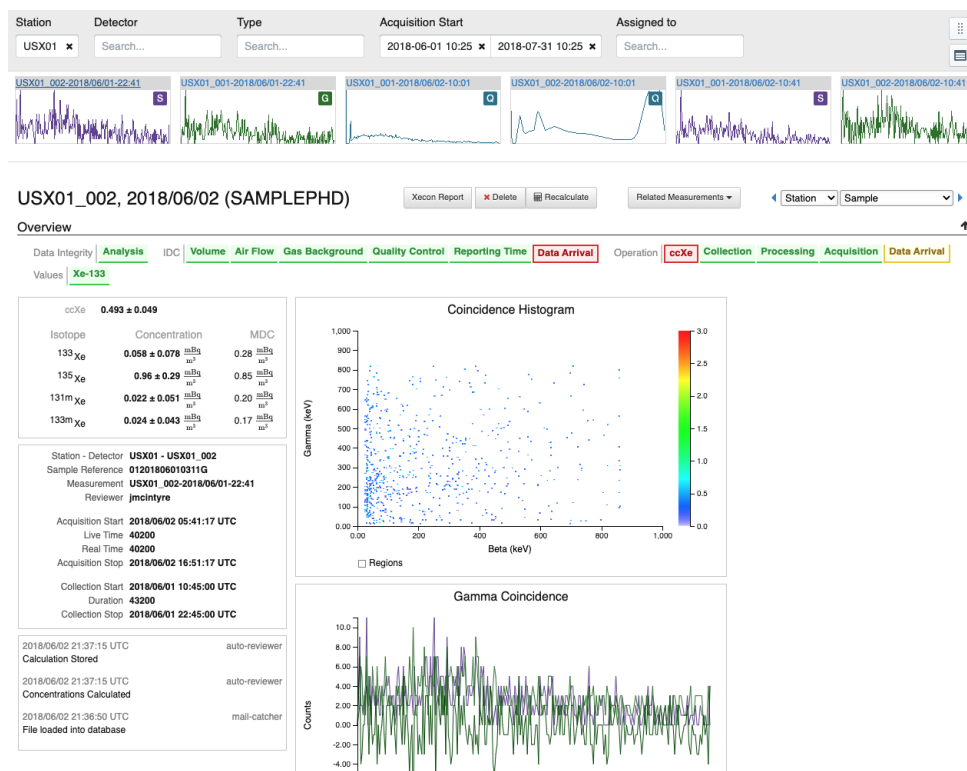 Station Detector Type Acquisition Start Assigned to
USX01 × Search... Search... 2018-06-01 10:25 × 2018-07-31 10:25 × Search...
USX01_002-2018/06/01-22:41 USX01_001-2018/06/01-22:41 USX01_001-2018/06/02-10:01 USX01_002-2018/06/02-10:01 USX01_001-2018/06/01-10:41 USX01_002-2018/06/02-10:41
S G Q Q S
USX01_002, 2018/06/02 (SAMPLEPHD) Xecon Report × Delete Recalculate Related Measurements Station Sample
Overview
Data Integrity Analysis IDC Volume Air Flow Gas Background Quality Control Reporting Time Data Arrival Operation ccXe Collection Processing Acquisition Data Arrival
Values Xe-133
ccXe 0.493 ± 0.049
Isotope Concentration MDC
133Xe 0.058 ± 0.078 mBq/m³ 0.28 mBq/m³
135Xe 0.96 ± 0.29 mBq/m³ 0.85 mBq/m³
131mXe 0.022 ± 0.051 mBq/m³ 0.20 mBq/m³
133mXe 0.024 ± 0.043 mBq/m³ 0.17 mBq/m³
Station - Detector USX01 - USX01_002
Sample Reference 01201806010311G
Measurement USX01_002-2018/06/01-22:41
Reviewer jmcintyre
Acquisition Start 2018/06/02 05:41:17 UTC
Live Time 40200
Real Time 40200
Acquisition Stop 2018/06/02 16:51:17 UTC
Collection Start 2018/06/01 10:45:00 UTC
Duration 43200
Collection Stop 2018/06/01 22:45:00 UTC
2018/06/02 21:37:15 UTC auto-reviewer
Calculation Stored
2018/06/02 21:37:15 UTC auto-reviewer
Concentrations Calculated
2018/06/02 21:36:50 UTC mail-catcher
File loaded into database
Coincidence Histogram
1,000
900
800
700
600
500
400
300
200
100
0.00
Gamma (keV)
0.00 200 400 600 800 1,000
Beta (keV)
3.0
2.5
2.0
1.5
1.0
0.5
0.0
Regions
Gamma Coincidence
10.0
8.00
6.00
4.00
2.00
0.00
-2.00
-4.00
Counts